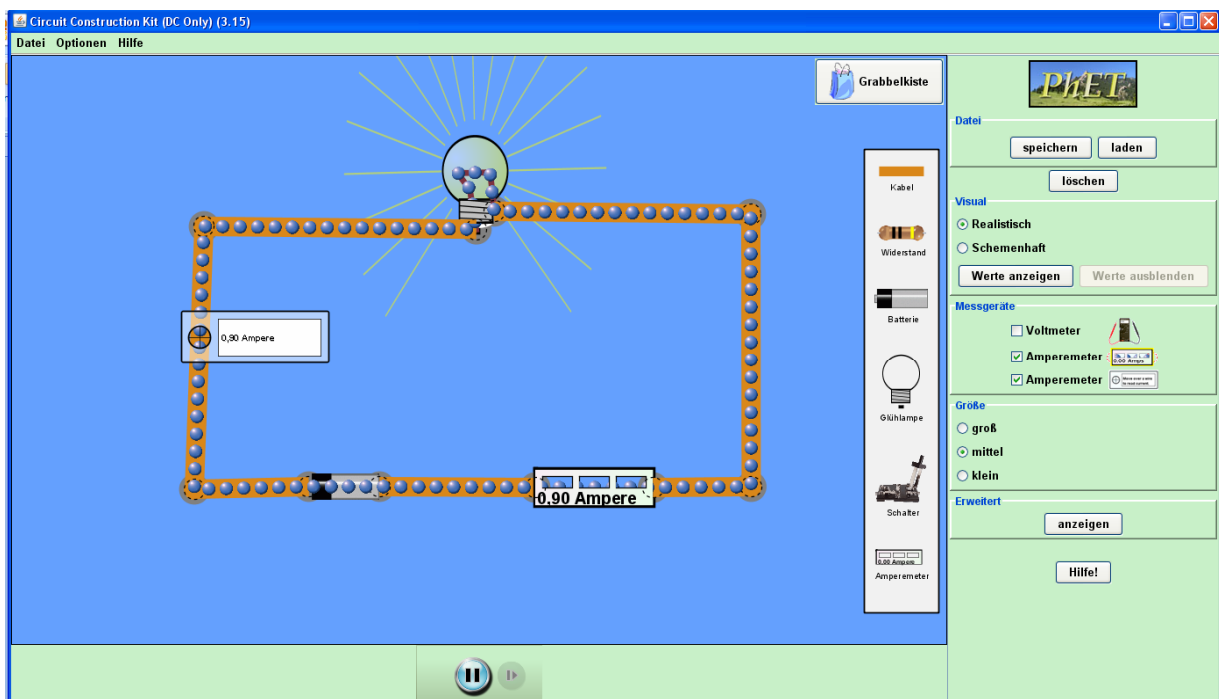 Circuit Construction Kit (DC Only) (3.15)
Datei Optionen Hilfe
Grabbelkiste
0,90 Ampere
0,90 Ampere
Kabel
Widerstand
Batterie
Glühlampe
Schalter
0,00 Ampere
Amperemeter
PhET
Datei
speichern laden
löschen
Visual
Realistisch
Schemenhaft
Werte anzeigen Werte ausblenden
Messgeräte
Voltmeter
Amperemeter
0.00 Amps
Amperemeter
Größe
groß
mittel
klein
Erweitert
anzeigen
Hilfe!